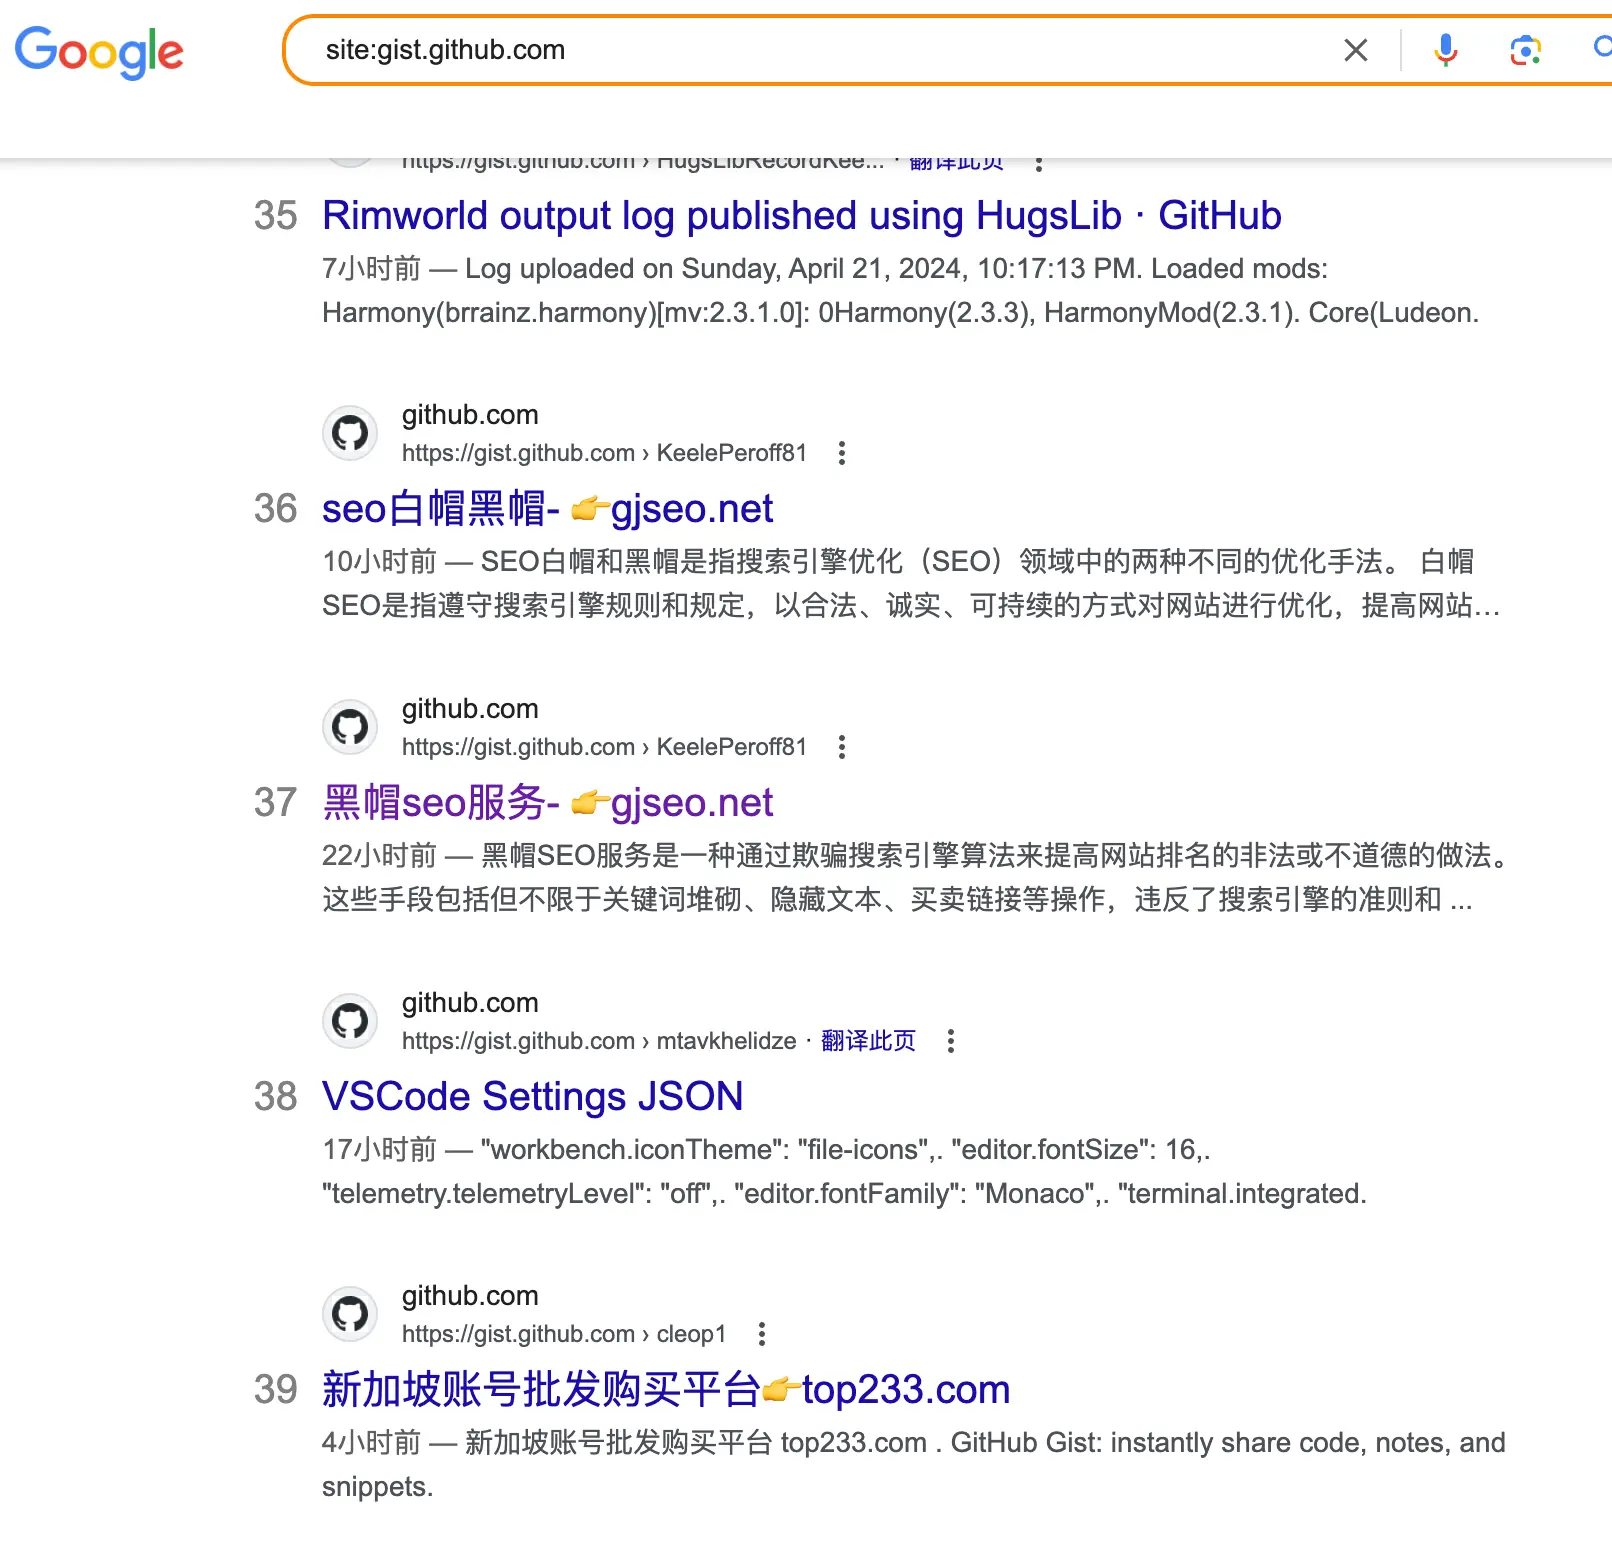 Google
site:gist.github.com
https://gist.github.com › HugsLibRecordKee... · 翻译此页
35 Rimworld output log published using HugsLib · GitHub
7小时前 — Log uploaded on Sunday, April 21, 2024, 10:17:13 PM. Loaded mods:
Harmony(brrainz.harmony)[mv:2.3.1.0]: 0Harmony(2.3.3), HarmonyMod(2.3.1). Core(Ludeon.
github.com
https://gist.github.com › KeelePeroff81
36 seo白帽黑帽- 👉gjseo.net
10小时前 — SEO白帽和黑帽是指搜索引擎优化（SEO）领域中的两种不同的优化手法。 白帽
SEO是指遵守搜索引擎规则和规定，以合法、诚实、可持续的方式对网站进行优化，提高网站...
github.com
https://gist.github.com › KeelePeroff81
37 黑帽seo服务- 👉gjseo.net
22小时前 — 黑帽SEO服务是一种通过欺骗搜索引擎算法来提高网站排名的非法或不道德的做法。
这些手段包括但不限于关键词堆砌、隐藏文本、买卖链接等操作，违反了搜索引擎的准则和 ...
github.com
https://gist.github.com › mtavkhelidze · 翻译此页
38 VSCode Settings JSON
17小时前 — "workbench.iconTheme": "file-icons",. "editor.fontSize": 16,.
"telemetry.telemetryLevel": "off",. "editor.fontFamily": "Monaco",. "terminal.integrated.
github.com
https://gist.github.com › cleop1
39 新加坡账号批发购买平台👉top233.com
4小时前 — 新加坡账号批发购买平台 top233.com . GitHub Gist: instantly share code, notes, and
snippets.